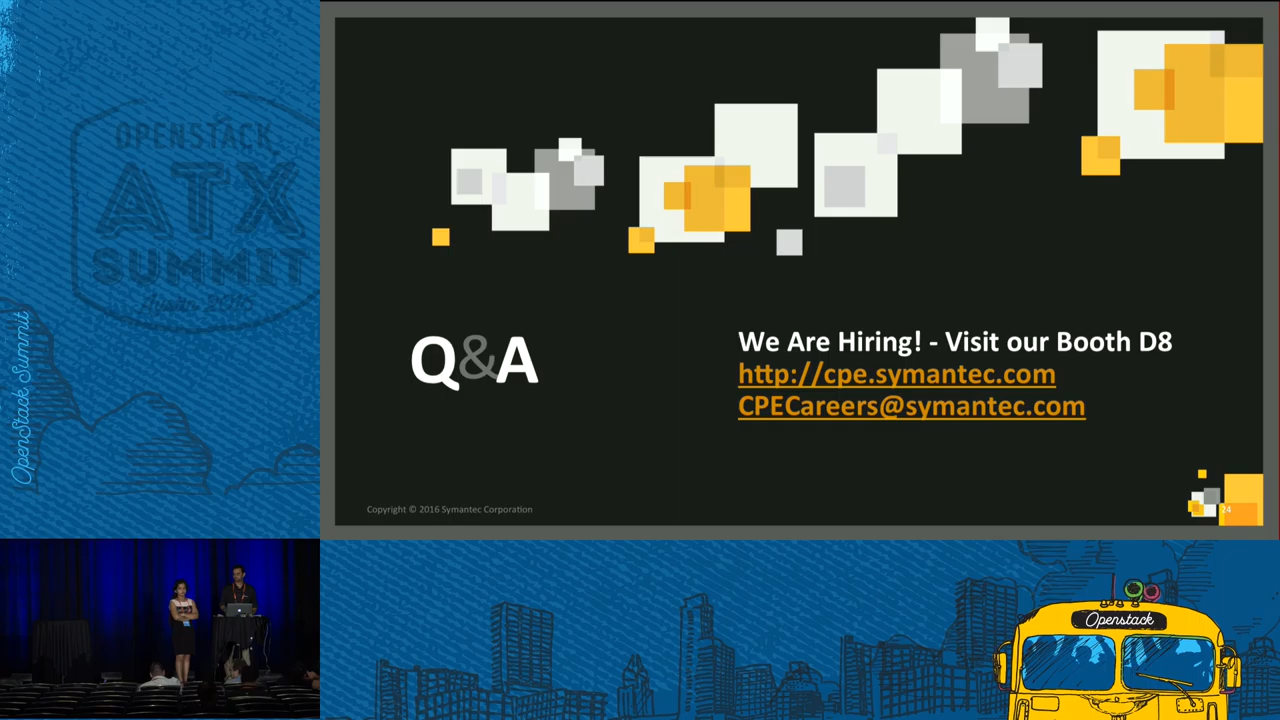 OPENSTACK
ATX
SUMMIT
Austin 2016
OpenStack Summit
Q&A
We Are Hiring! - Visit our Booth D8
http://cpe.symantec.com
CPECareers@symantec.com
Copyright © 2016 Symantec Corporation
24
Openstack